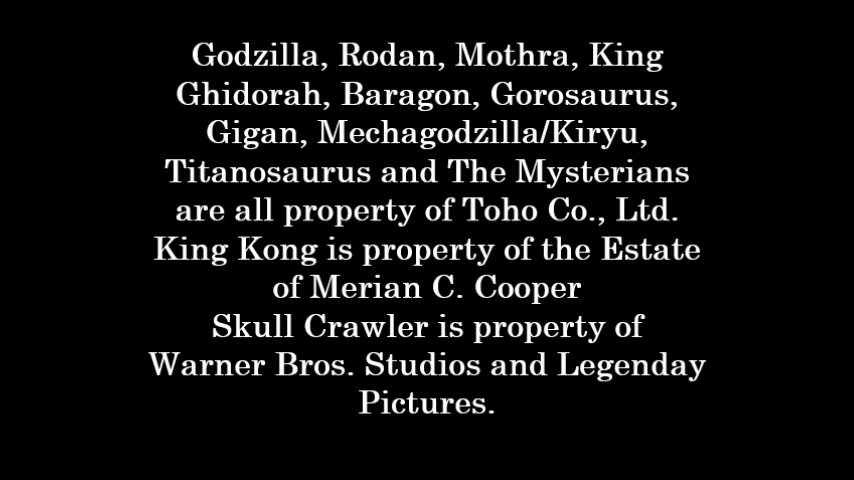 Godzilla, Rodan, Mothra, King
Ghidorah, Baragon, Gorosaurus,
Gigan, Mechagodzilla/Kiryu,
Titanosaurus and The Mysterians
are all property of Toho Co., Ltd.
King Kong is property of the Estate
of Merian C. Cooper
Skull Crawler is property of
Warner Bros. Studios and Legenday
Pictures.